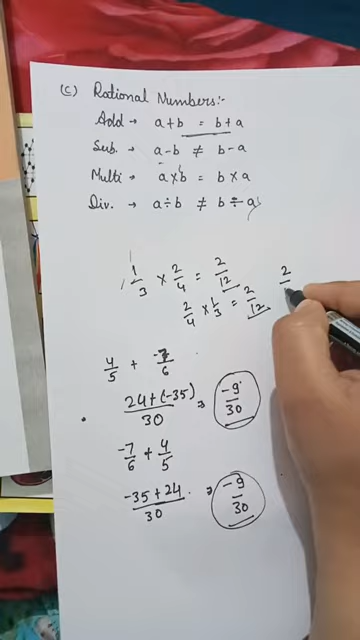 (c) Rational Numbers:-
Add → a+b = b+a
Sub. → a-b ≠ b-a
Multi → a×b = b×a
Div. → a÷b ≠ b÷a
1/3 × 2/4 = 2/12
2/4 × 1/3 = 2/12
2
4/5 + -7/6
24+(-35)/30 ⇒ -9/30
-7/6 + 4/5
-35+24/30 ⇒ -9/30